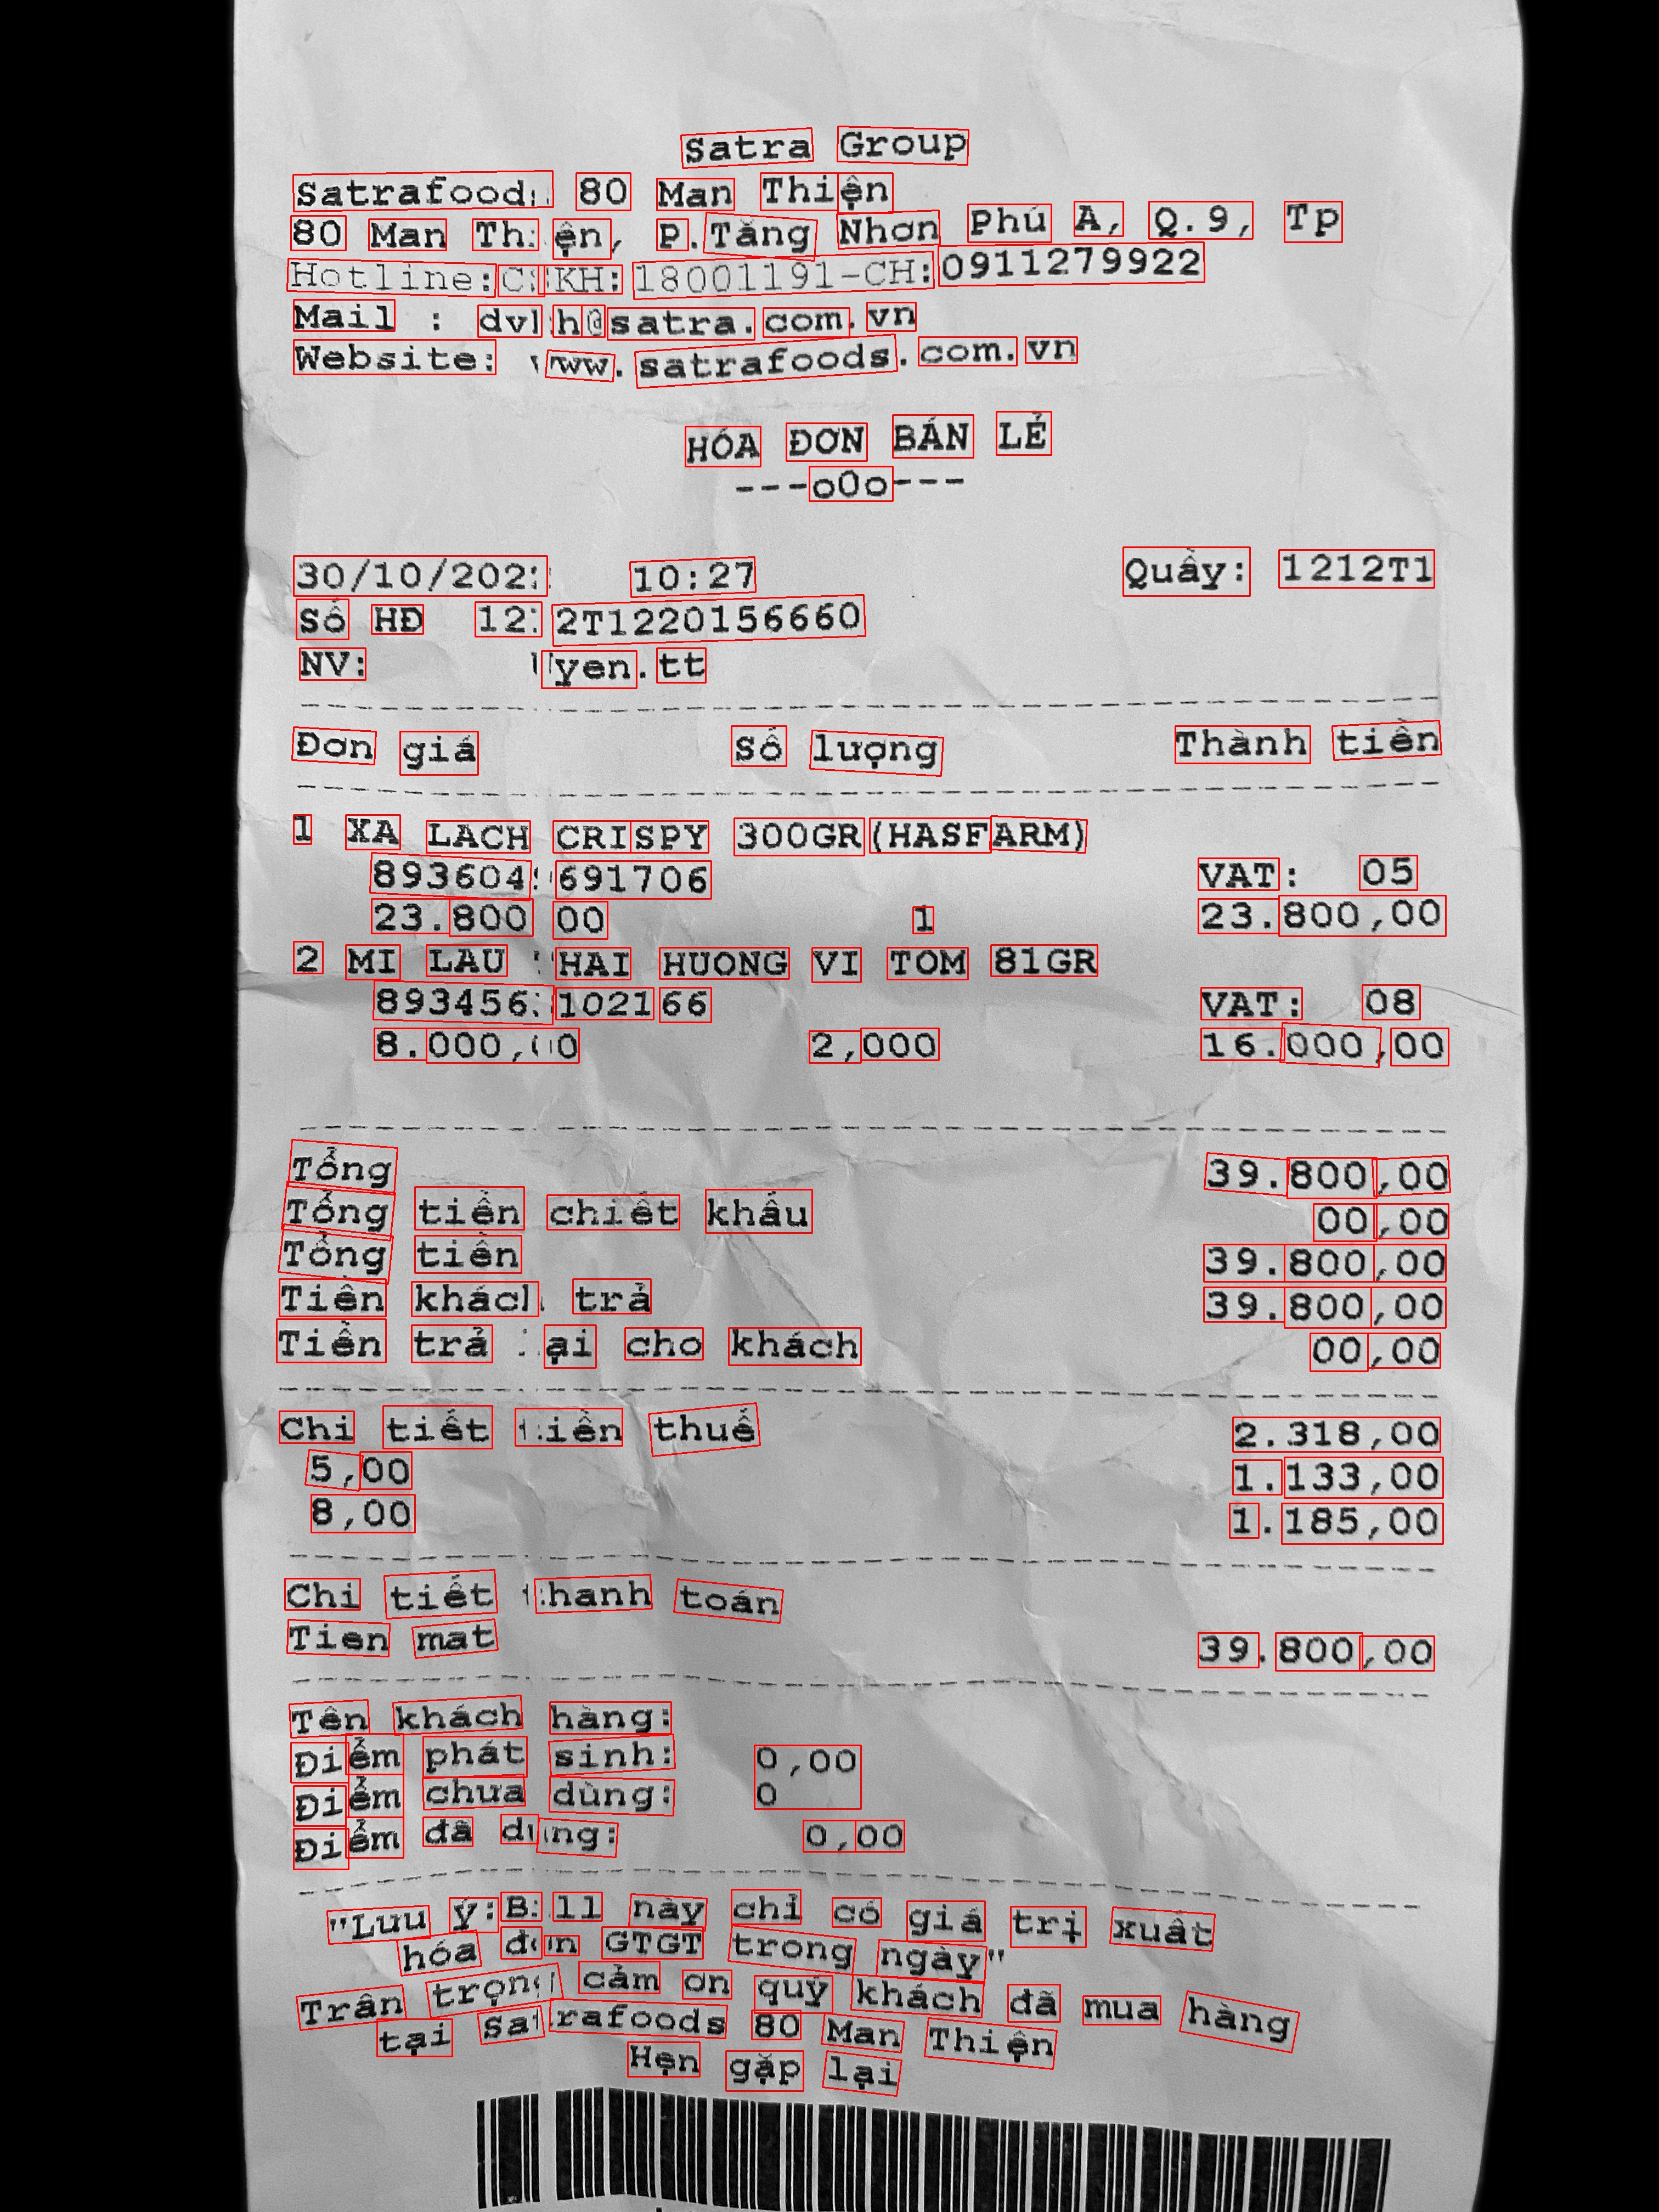 Satra Group
Satrafood: 80 Man Thiện
80 Man Thiện, P.Tăng Nhơn Phú A, Q.9, Tp
Hotline:CSKH:18001191-CH:0911279922
Mail : dvkh@satra.com.vn
Website: www.satrafoods.com.vn
HÓA ĐƠN BÁN LẺ
---oOo---
30/10/202 10:27 Quầy: 1212T1
Số HĐ 1212T1220156660
NV: Uyen.tt
Đơn giá Số lượng Thành tiền
1 XA LACH CRISPY 300GR(HASFARM)
893604 691706 VAT: 05
23.800,00 1 23.800,00
2 MI LAU HAI HUONG VI TOM 81GR
893456 102166 VAT: 08
8.000,00 2,000 16.000,00
Tổng 39.800,00
Tổng tiền chiết khấu 00,00
Tổng tiền 39.800,00
Tiền khách trả 39.800,00
Tiền trả lại cho khách 00,00
Chi tiết tiền thuế 2.318,00
5,00 1.133,00
8,00 1.185,00
Chi tiết thanh toán
Tien mat 39.800,00
Tên khách hàng:
Điểm phát sinh: 0,00
Điểm chưa dùng: 0
Điểm đã dùng: 0,00
"Lưu ý:Bill này chỉ có giá trị xuất
hóa đơn GTGT trong ngày"
Trân trọng cảm ơn quý khách đã mua hàng
tại satrafoods 80 Man Thiện
Hẹn gặp lại